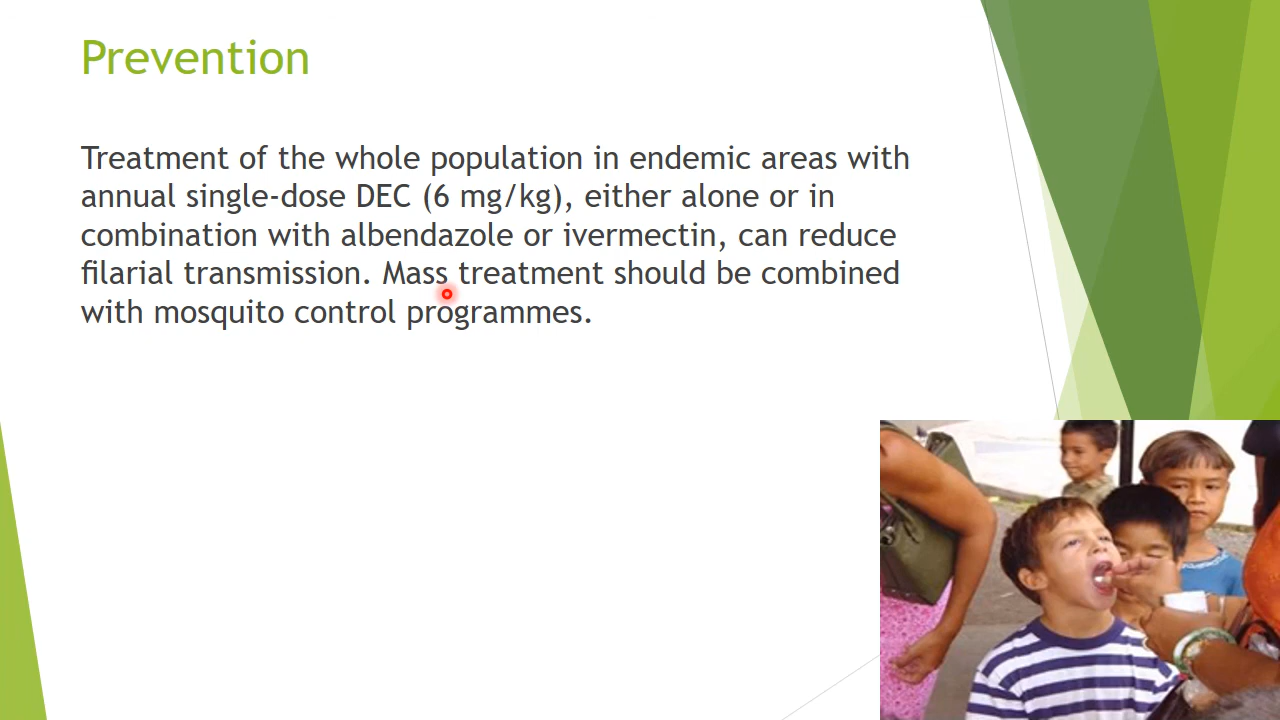 Prevention
Treatment of the whole population in endemic areas with
annual single-dose DEC (6 mg/kg), either alone or in
combination with albendazole or ivermectin, can reduce
filarial transmission. Mass treatment should be combined
with mosquito control programmes.